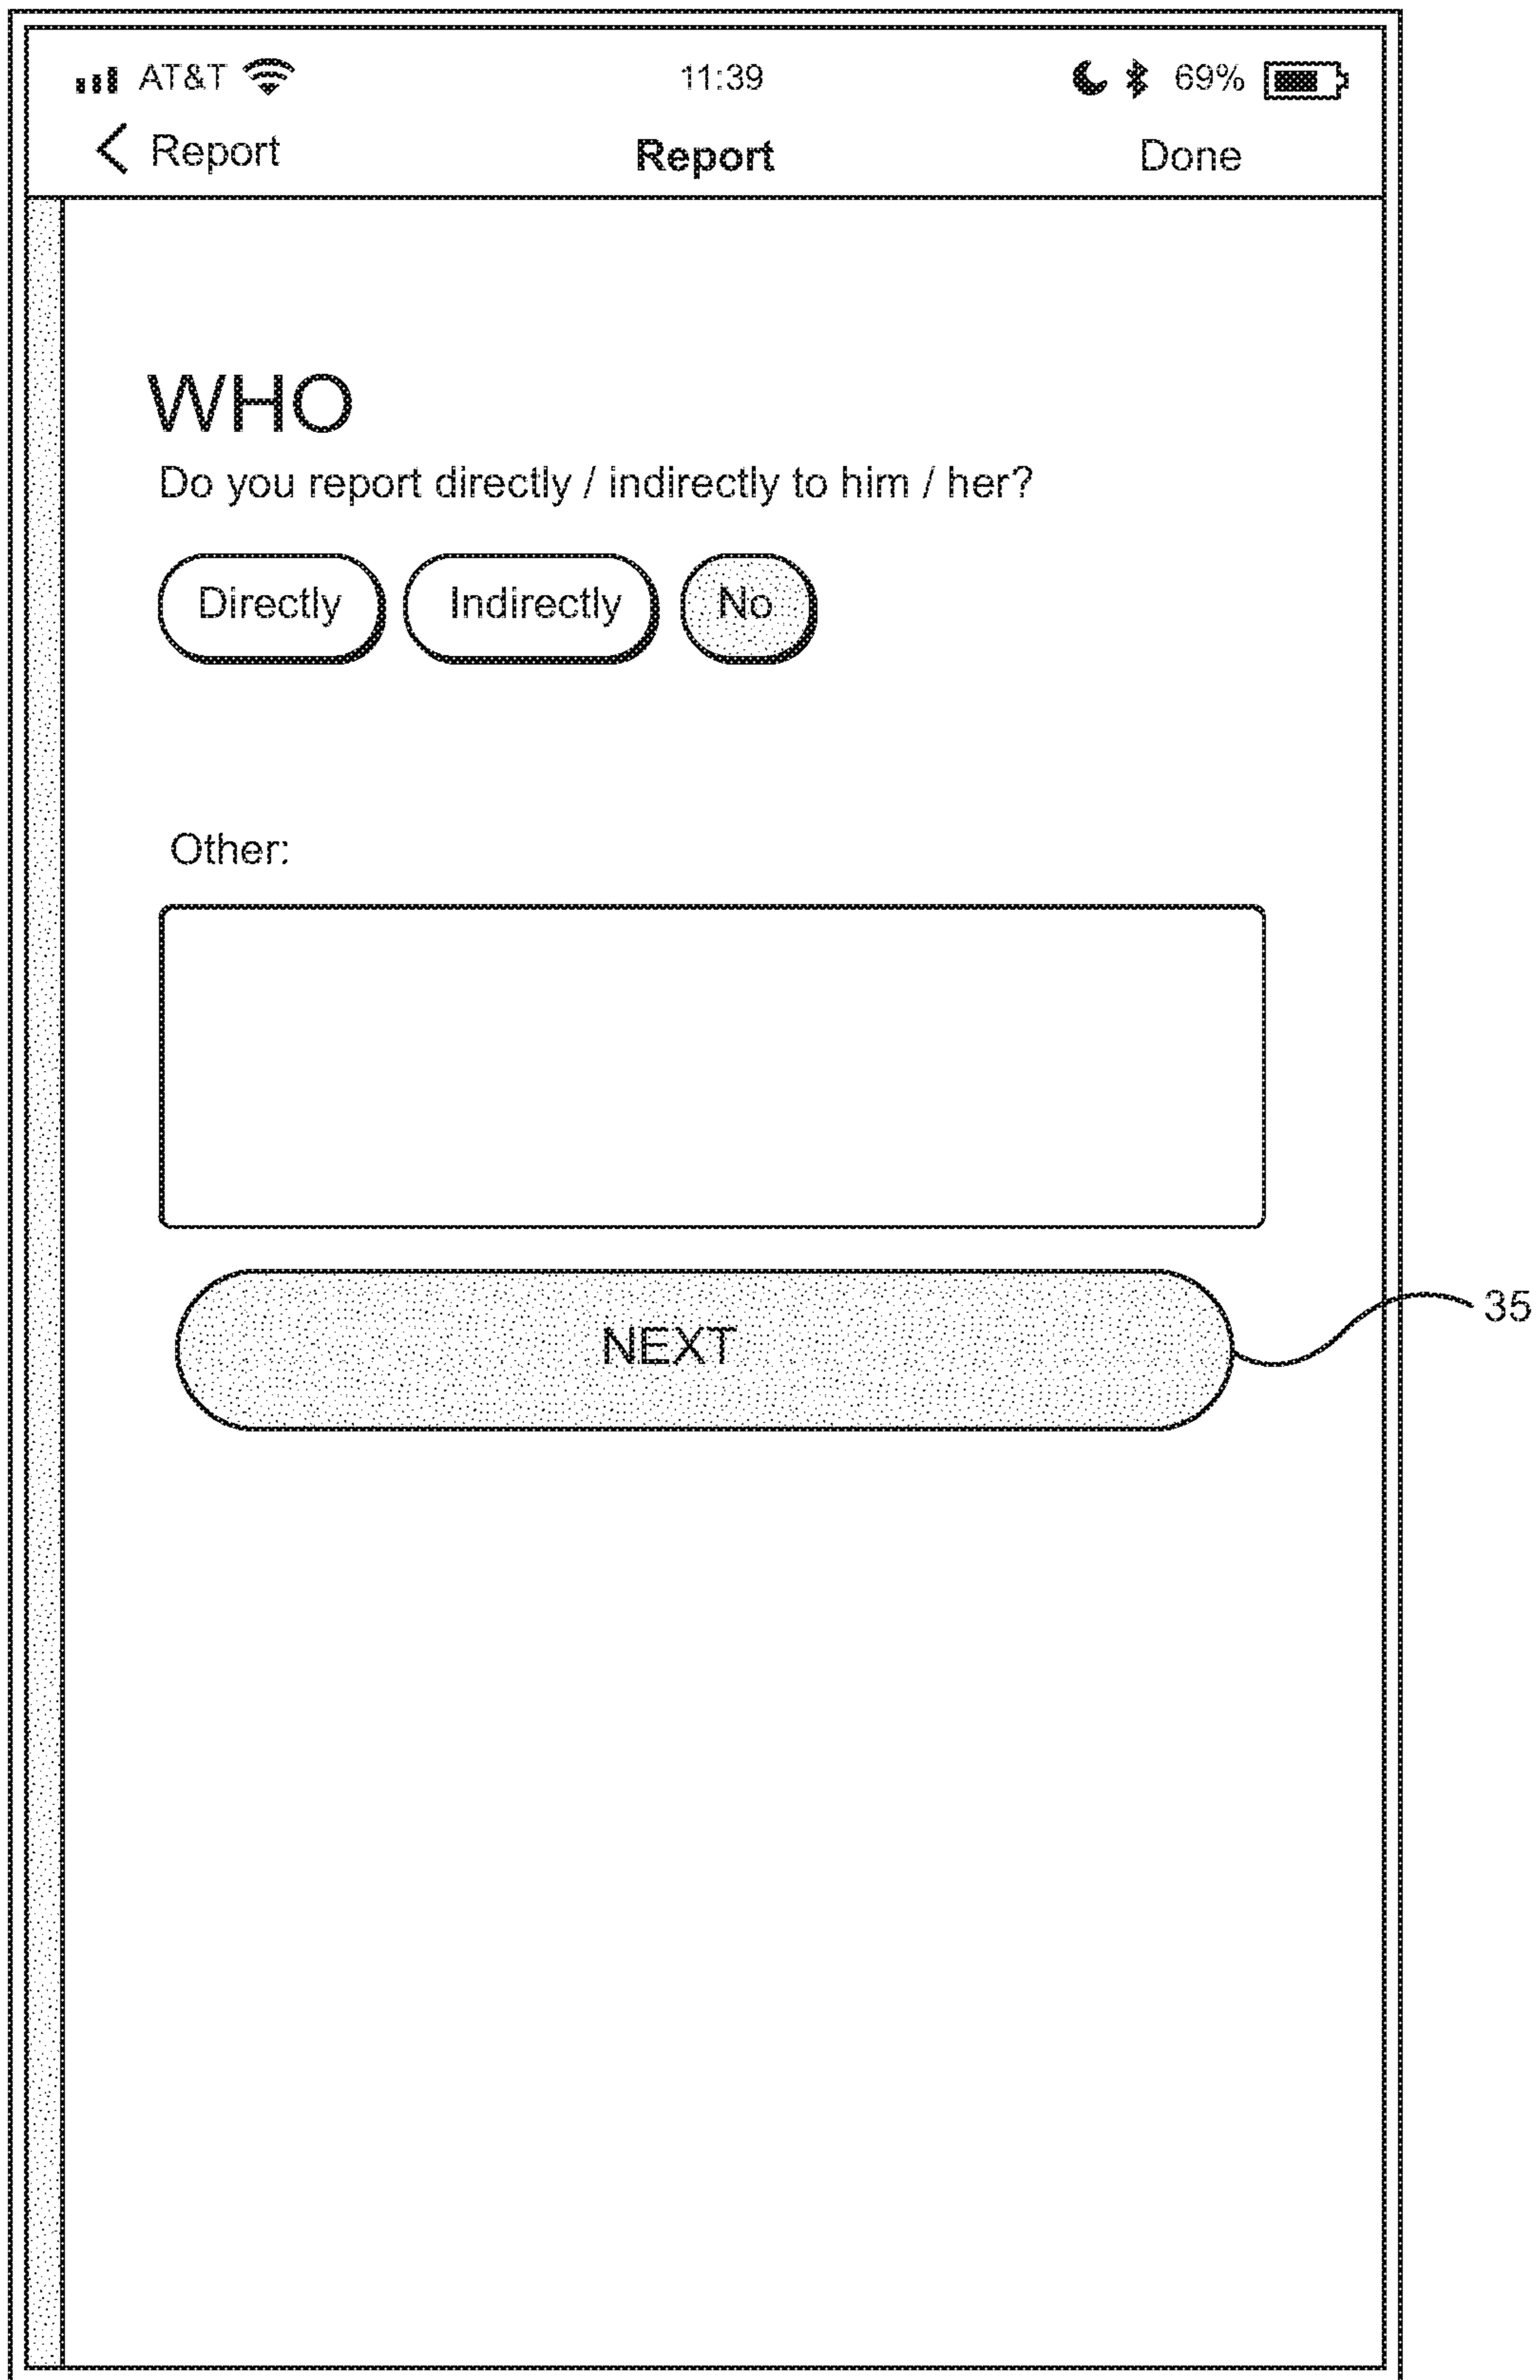 AT&T 11:39 69%
< Report Report Done
WHO
Do you report directly / indirectly to him / her?
Directly Indirectly No
Other:
NEXT
35